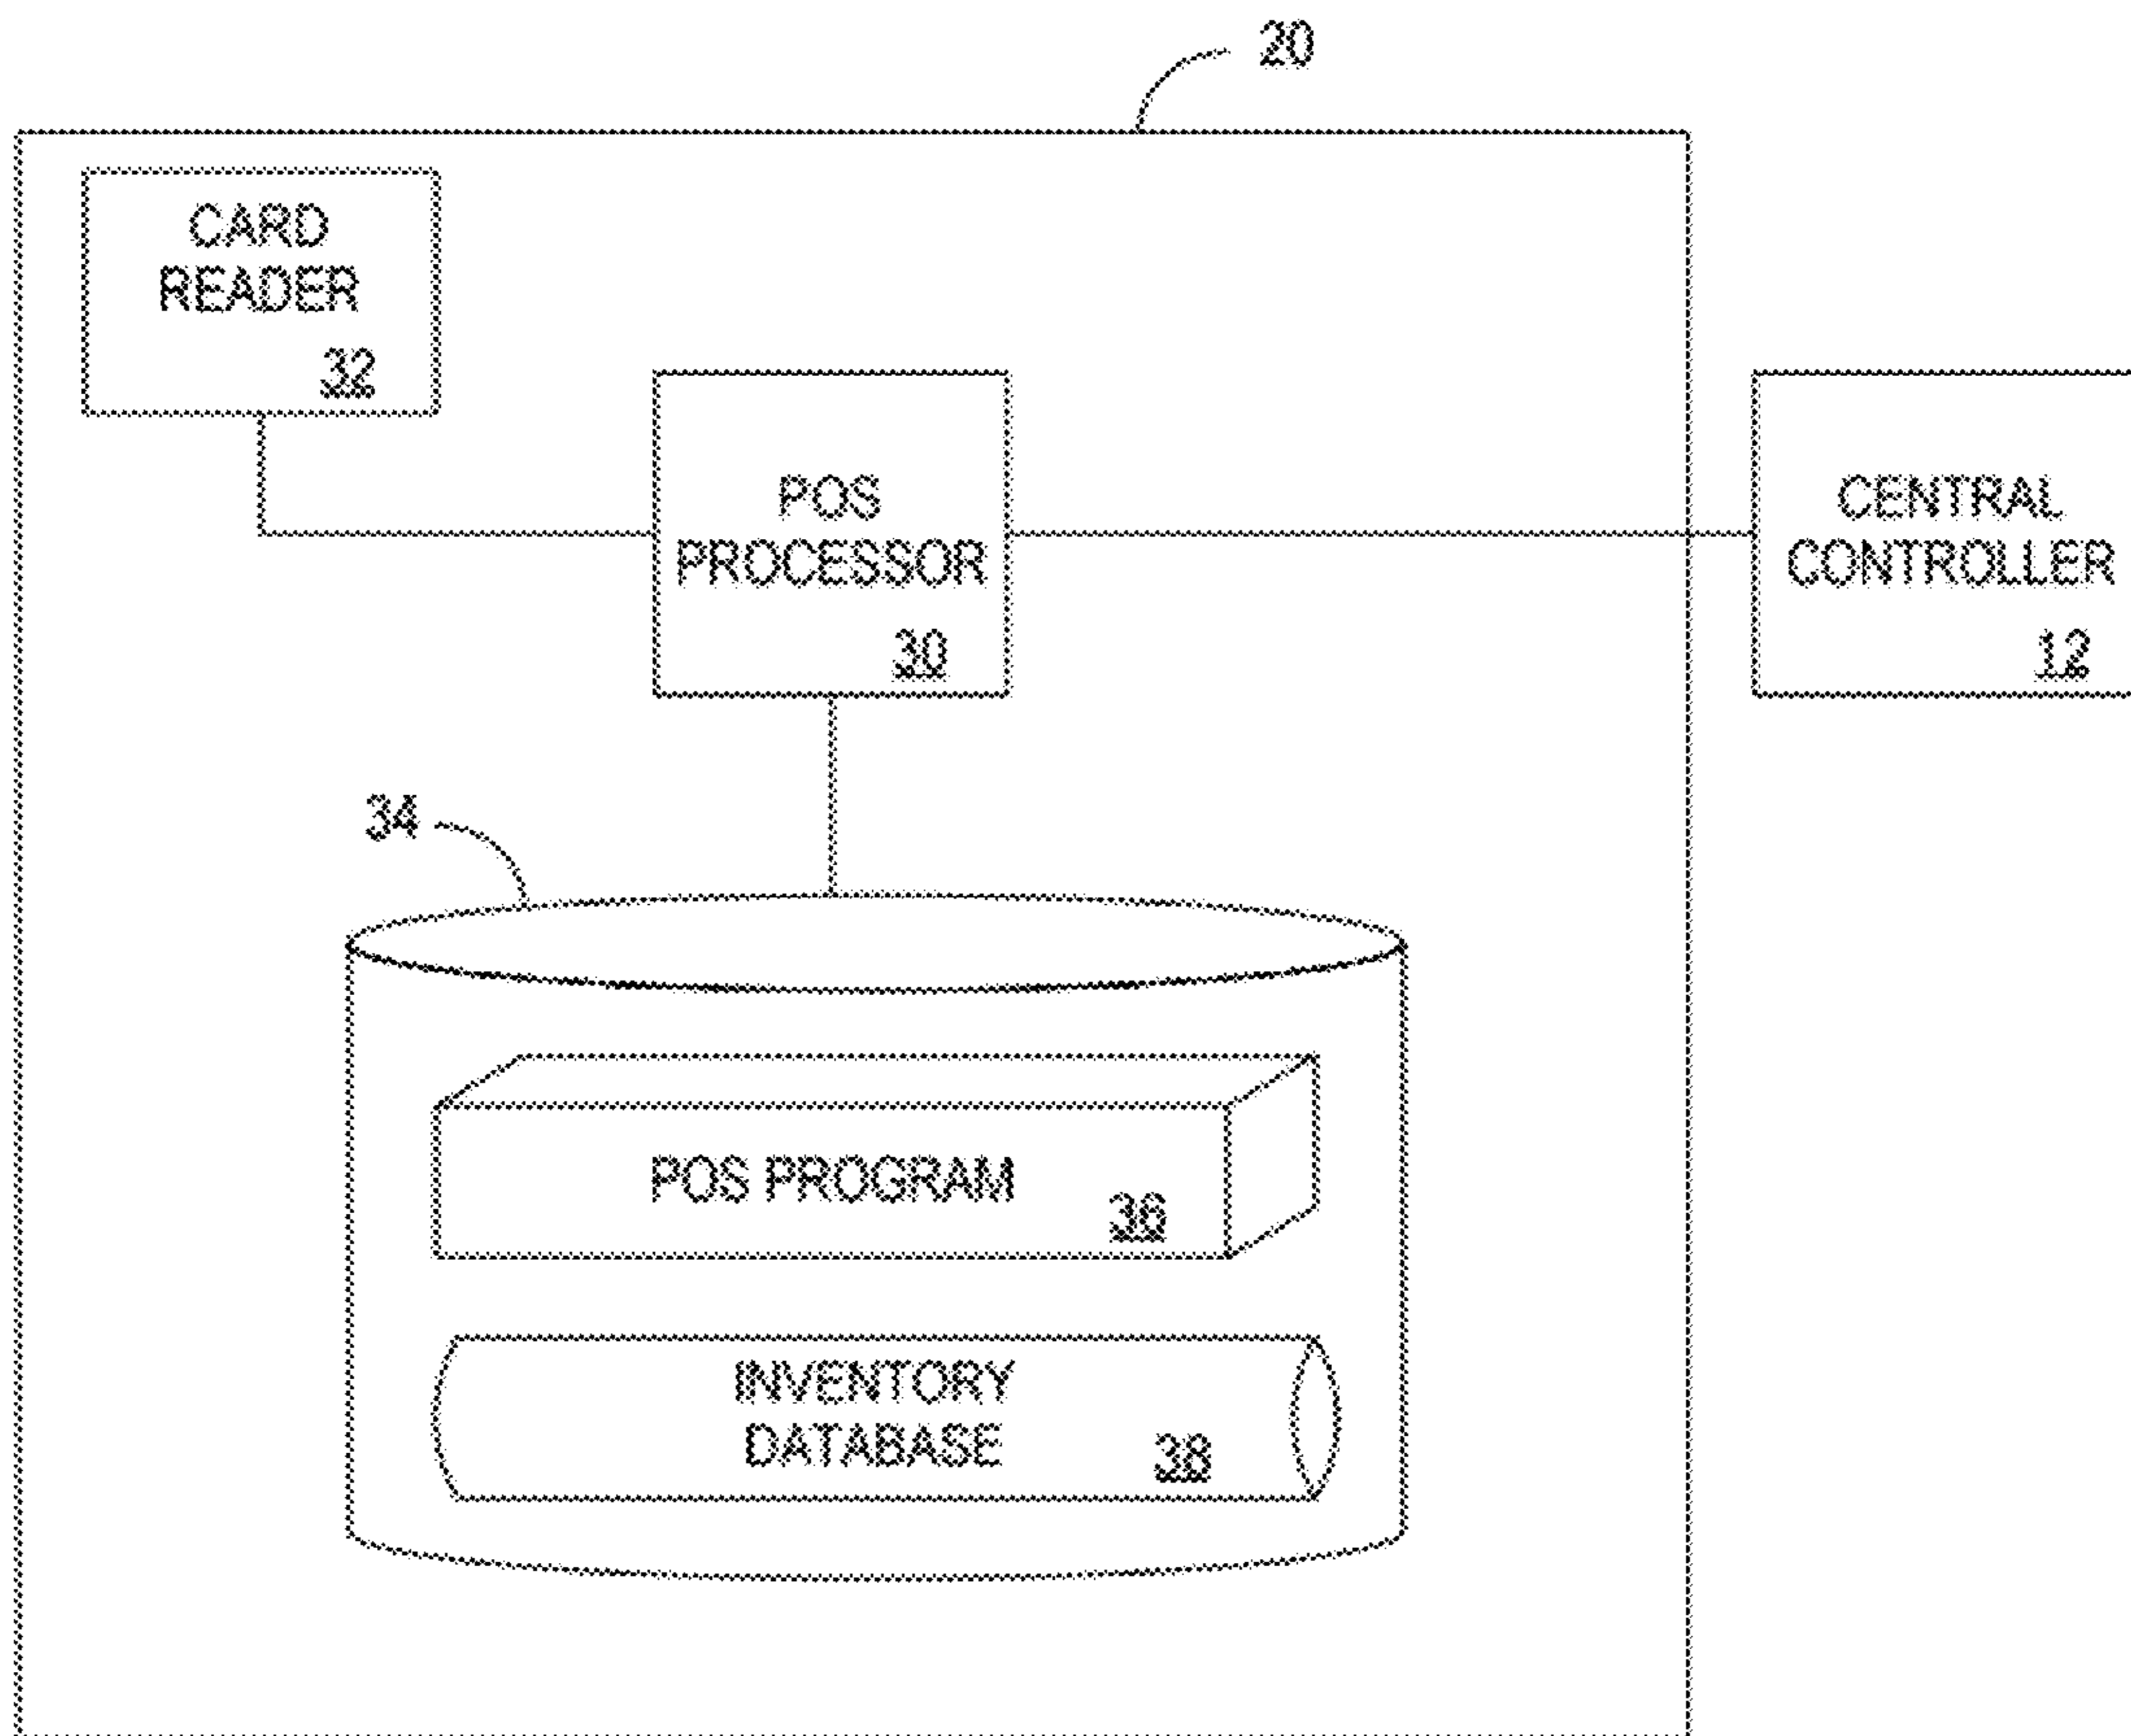 20
CARD
READER
32
POS
PROCESSOR
30
CENTRAL
CONTROLLER
12
34
POS PROGRAM
36
INVENTORY
DATABASE
38